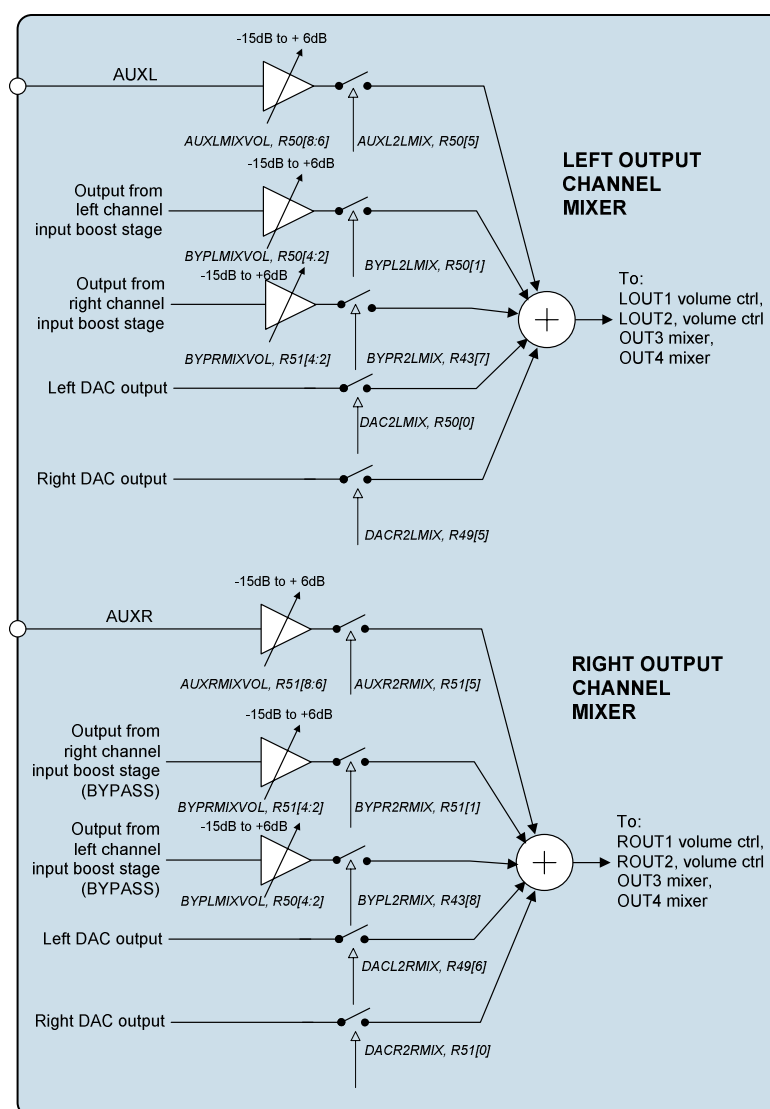 -15dB to + 6dB
AUXL
AUXLMIXVOL, R50[8:6]
AUXL2LMIX, R50[5]
LEFT OUTPUT
CHANNEL
MIXER
-15dB to +6dB
Output from
left channel
input boost stage
BYPLMIXVOL, R50[4:2]
BYPL2LMIX, R50[1]
-15dB to +6dB
Output from
right channel
input boost stage
BYPRMIXVOL, R51[4:2]
BYPR2LMIX, R43[7]
To:
LOUT1 volume ctrl,
LOUT2, volume ctrl
OUT3 mixer,
OUT4 mixer
Left DAC output
DAC2LMIX, R50[0]
Right DAC output
DACR2LMIX, R49[5]
-15dB to + 6dB
AUXR
AUXRMIXVOL, R51[8:6]
AUXR2RMIX, R51[5]
RIGHT OUTPUT
CHANNEL
MIXER
-15dB to +6dB
Output from
right channel
input boost stage
(BYPASS)
BYPRMIXVOL, R51[4:2]
BYPR2RMIX, R51[1]
-15dB to +6dB
Output from
left channel
input boost stage
(BYPASS)
BYPLMIXVOL, R50[4:2]
BYPL2RMIX, R43[8]
To:
ROUT1 volume ctrl,
ROUT2, volume ctrl
OUT3 mixer,
OUT4 mixer
Left DAC output
DACL2RMIX, R49[6]
Right DAC output
DACR2RMIX, R51[0]